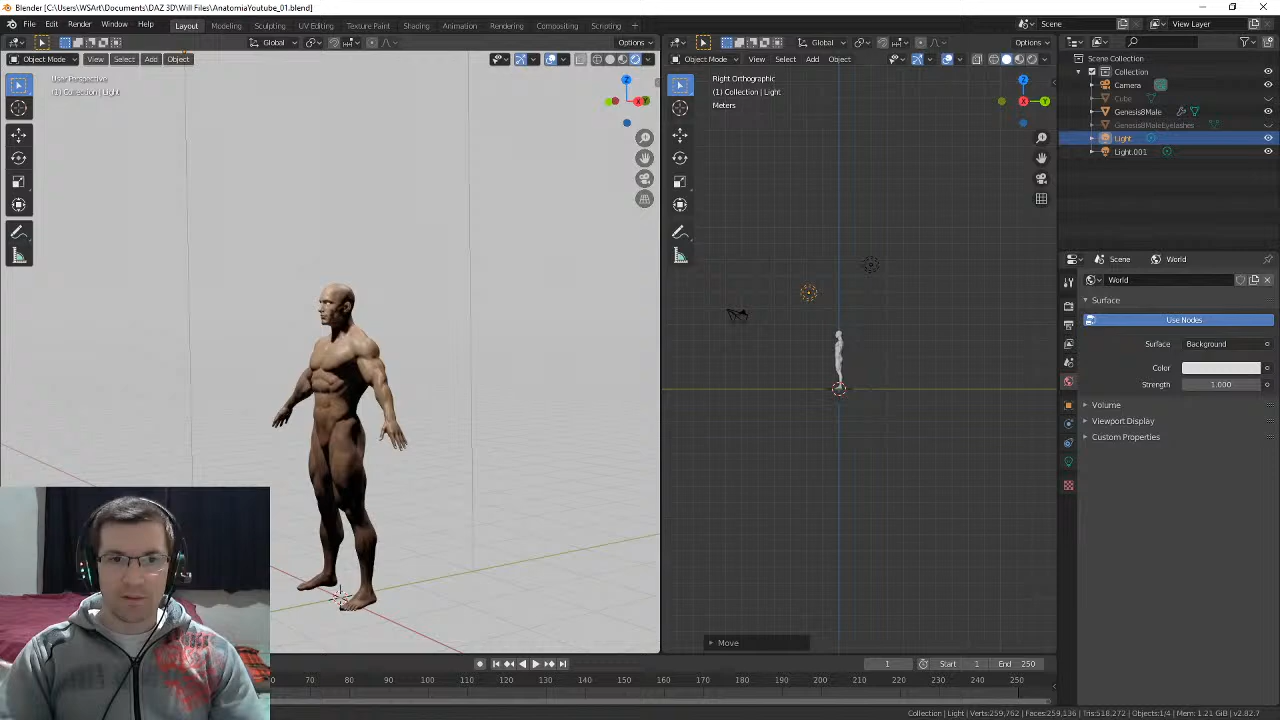 Blender [C:\Users\WSArt\Documents\DAZ 3D\Will Files\AnatomiaYoutube_01.blend]
File Edit Render Window Help Layout Modeling Sculpting UV Editing Texture Paint Shading Animation Rendering Compositing Scripting + Scene View Layer
Global Options Global Options
Object Mode View Select Add Object Object Mode View Select Add Object
Scene Collection
Collection
Camera
Cube
Genesis8Male
Genesis8MaleEyelashes
Light
Light.001
User Perspective
(1) Collection | Light
Z
X Y
Right Orthographic
(1) Collection | Light
Meters
Z
X Y
Scene World
World
Surface
Use Nodes
Surface Background
Color
Strength 1.000
Volume
Viewport Display
Custom Properties
Move
1 Start 1 End 250
60 70 80 90 100 110 120 130 140 150 160 170 180 190 200 210 220 230 240 250
Collection | Light | Verts:259,762 | Faces:259,136 | Tris:518,272 | Objects:1/4 | Mem: 1.21 GiB | v2.82.7